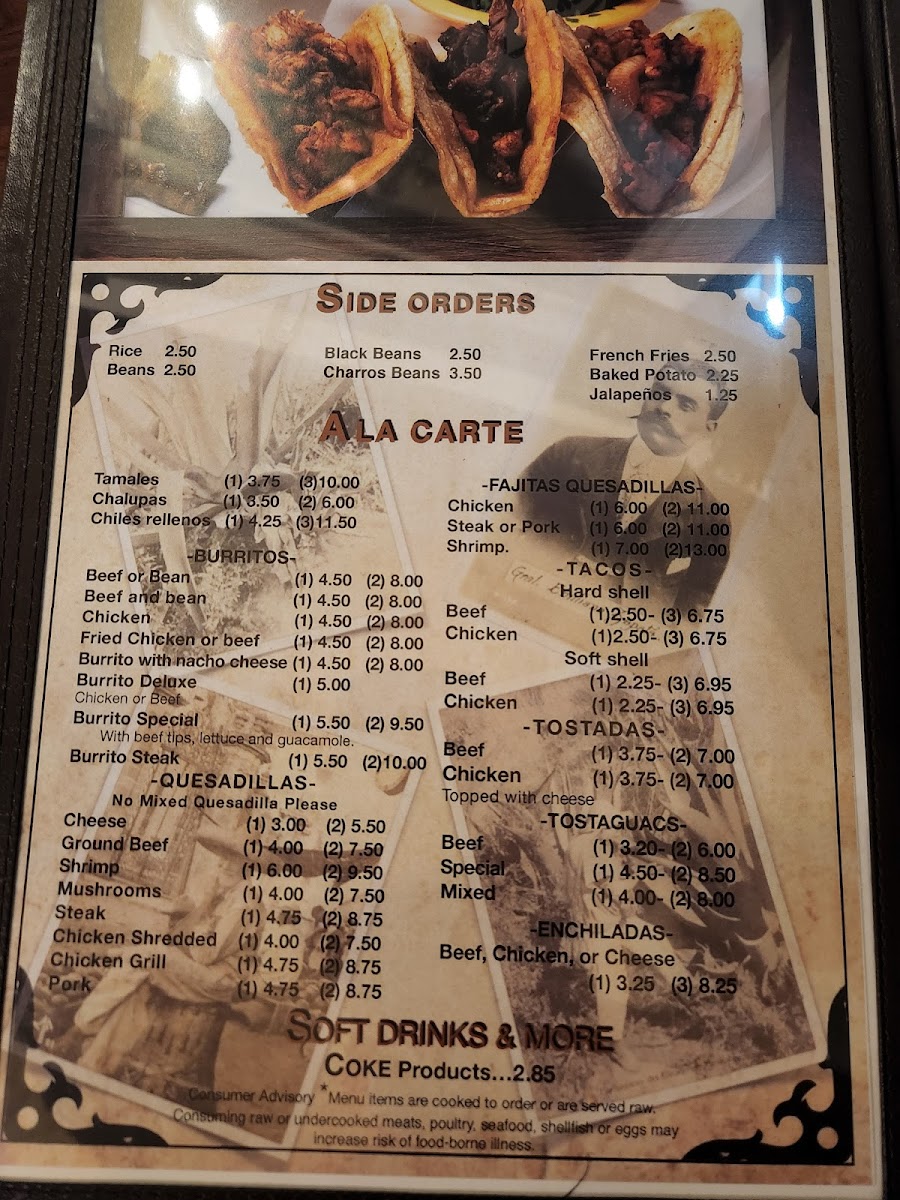 SIDE ORDERS
Rice 2.50
Beans 2.50
Black Beans 2.50
Charros Beans 3.50
French Fries 2.50
Baked Potato 2.25
Jalapeños 1.25
A LA CARTE
Tamales (1) 3.75 (3)10.00
Chalupas (1) 3.50 (2) 6.00
Chiles rellenos (1) 4.25 (3)11.50
-BURRITOS-
Beef or Bean (1) 4.50 (2) 8.00
Beef and bean (1) 4.50 (2) 8.00
Chicken (1) 4.50 (2) 8.00
Fried Chicken or beef (1) 4.50 (2) 8.00
Burrito with nacho cheese (1) 4.50 (2) 8.00
Burrito Deluxe (1) 5.00
Chicken or Beef
Burrito Special (1) 5.50 (2) 9.50
With beef tips, lettuce and guacamole.
Burrito Steak (1) 5.50 (2)10.00
-QUESADILLAS-
No Mixed Quesadilla Please
Cheese (1) 3.00 (2) 5.50
Ground Beef (1) 4.00 (2) 7.50
Shrimp (1) 6.00 (2) 9.50
Mushrooms (1) 4.00 (2) 7.50
Steak (1) 4.75 (2) 8.75
Chicken Shredded (1) 4.00 (2) 7.50
Chicken Grill (1) 4.75 (2) 8.75
Pork (1) 4.75 (2) 8.75
-FAJITAS QUESADILLAS-
Chicken (1) 6.00 (2) 11.00
Steak or Pork (1) 6.00 (2) 11.00
Shrimp. (1) 7.00 (2)13.00
-TACOS-
Hard shell
Beef (1)2.50- (3) 6.75
Chicken (1)2.50- (3) 6.75
Soft shell
Beef (1) 2.25- (3) 6.95
Chicken (1) 2.25- (3) 6.95
-TOSTADAS-
Beef (1) 3.75- (2) 7.00
Chicken (1) 3.75- (2) 7.00
Topped with cheese
-TOSTAGUACS-
Beef (1) 3.20- (2) 6.00
Special (1) 4.50- (2) 8.50
Mixed (1) 4.00- (2) 8.00
-ENCHILADAS-
Beef, Chicken, or Cheese
(1) 3.25 (3) 8.25
SOFT DRINKS & MORE
COKE Products...2.85
Consumer Advisory *Menu items are cooked to order or are served raw.
Consuming raw or undercooked meats, poultry, seafood, shellfish or eggs may
increase risk of food-borne illness.